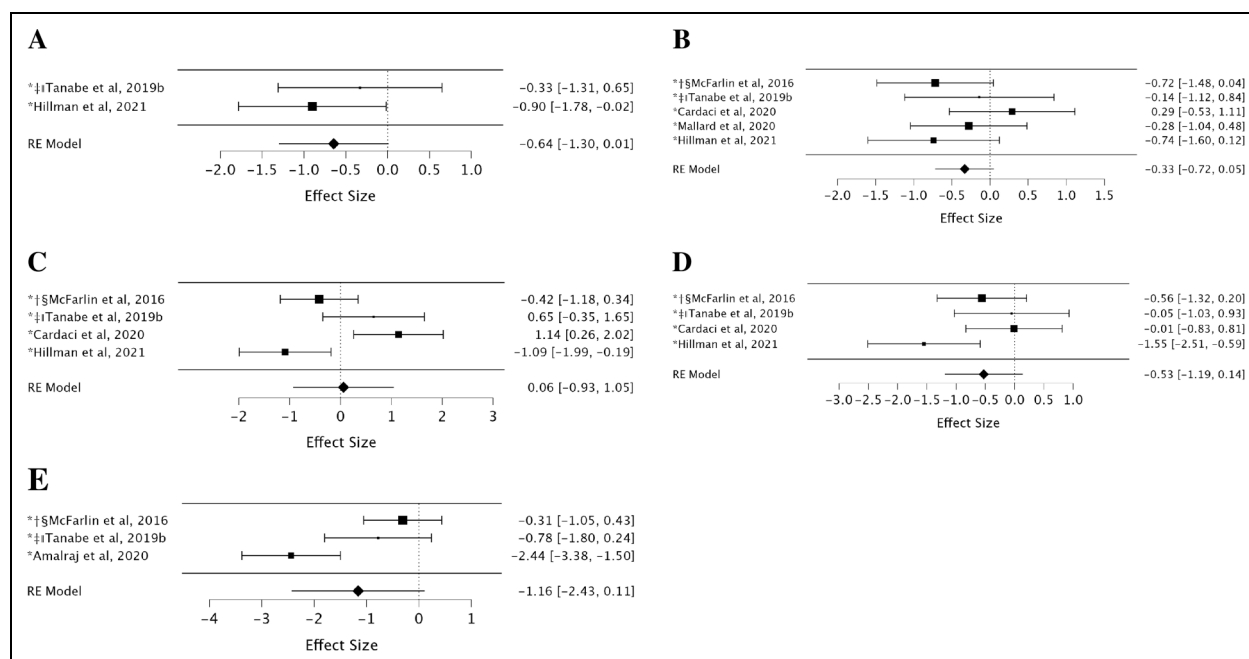 A
*‡ıTanabe et al, 2019b −0.33 [−1.31, 0.65]
*Hillman et al, 2021 −0.90 [−1.78, −0.02]
RE Model −0.64 [−1.30, 0.01]
−2.0 −1.5 −1.0 −0.5 0.0 0.5 1.0
Effect Size
B
*†§McFarlin et al, 2016 −0.72 [−1.48, 0.04]
*‡ıTanabe et al, 2019b −0.14 [−1.12, 0.84]
*Cardaci et al, 2020 0.29 [−0.53, 1.11]
*Mallard et al, 2020 −0.28 [−1.04, 0.48]
*Hillman et al, 2021 −0.74 [−1.60, 0.12]
RE Model −0.33 [−0.72, 0.05]
−2.0 −1.5 −1.0 −0.5 0.0 0.5 1.0 1.5
Effect Size
C
*†§McFarlin et al, 2016 −0.42 [−1.18, 0.34]
*‡ıTanabe et al, 2019b 0.65 [−0.35, 1.65]
*Cardaci et al, 2020 1.14 [0.26, 2.02]
*Hillman et al, 2021 −1.09 [−1.99, −0.19]
RE Model 0.06 [−0.93, 1.05]
−2 −1 0 1 2 3
Effect Size
D
*†§McFarlin et al, 2016 −0.56 [−1.32, 0.20]
*‡ıTanabe et al, 2019b −0.05 [−1.03, 0.93]
*Cardaci et al, 2020 −0.01 [−0.83, 0.81]
*Hillman et al, 2021 −1.55 [−2.51, −0.59]
RE Model −0.53 [−1.19, 0.14]
−3.0 −2.5 −2.0 −1.5 −1.0 −0.5 0.0 0.5 1.0
Effect Size
E
*†§McFarlin et al, 2016 −0.31 [−1.05, 0.43]
*‡ıTanabe et al, 2019b −0.78 [−1.80, 0.24]
*Amalraj et al, 2020 −2.44 [−3.38, −1.50]
RE Model −1.16 [−2.43, 0.11]
−4 −3 −2 −1 0 1
Effect Size